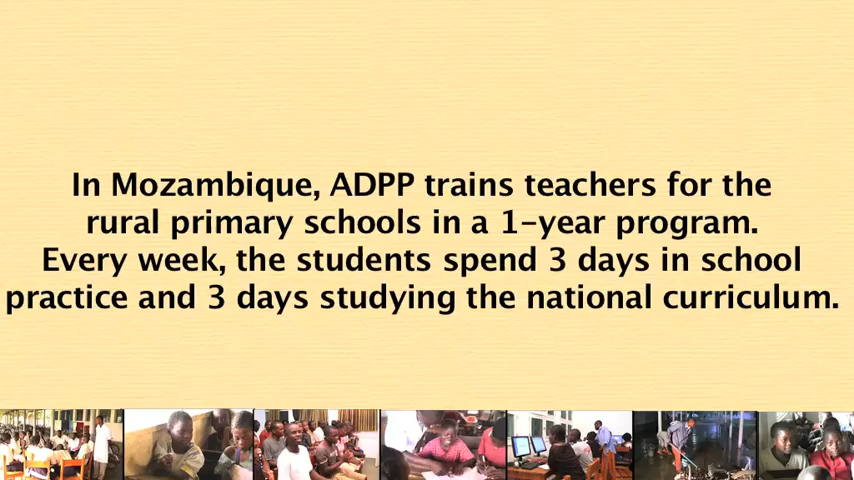 In Mozambique, ADPP trains teachers for the
rural primary schools in a 1-year program.
Every week, the students spend 3 days in school
practice and 3 days studying the national curriculum.